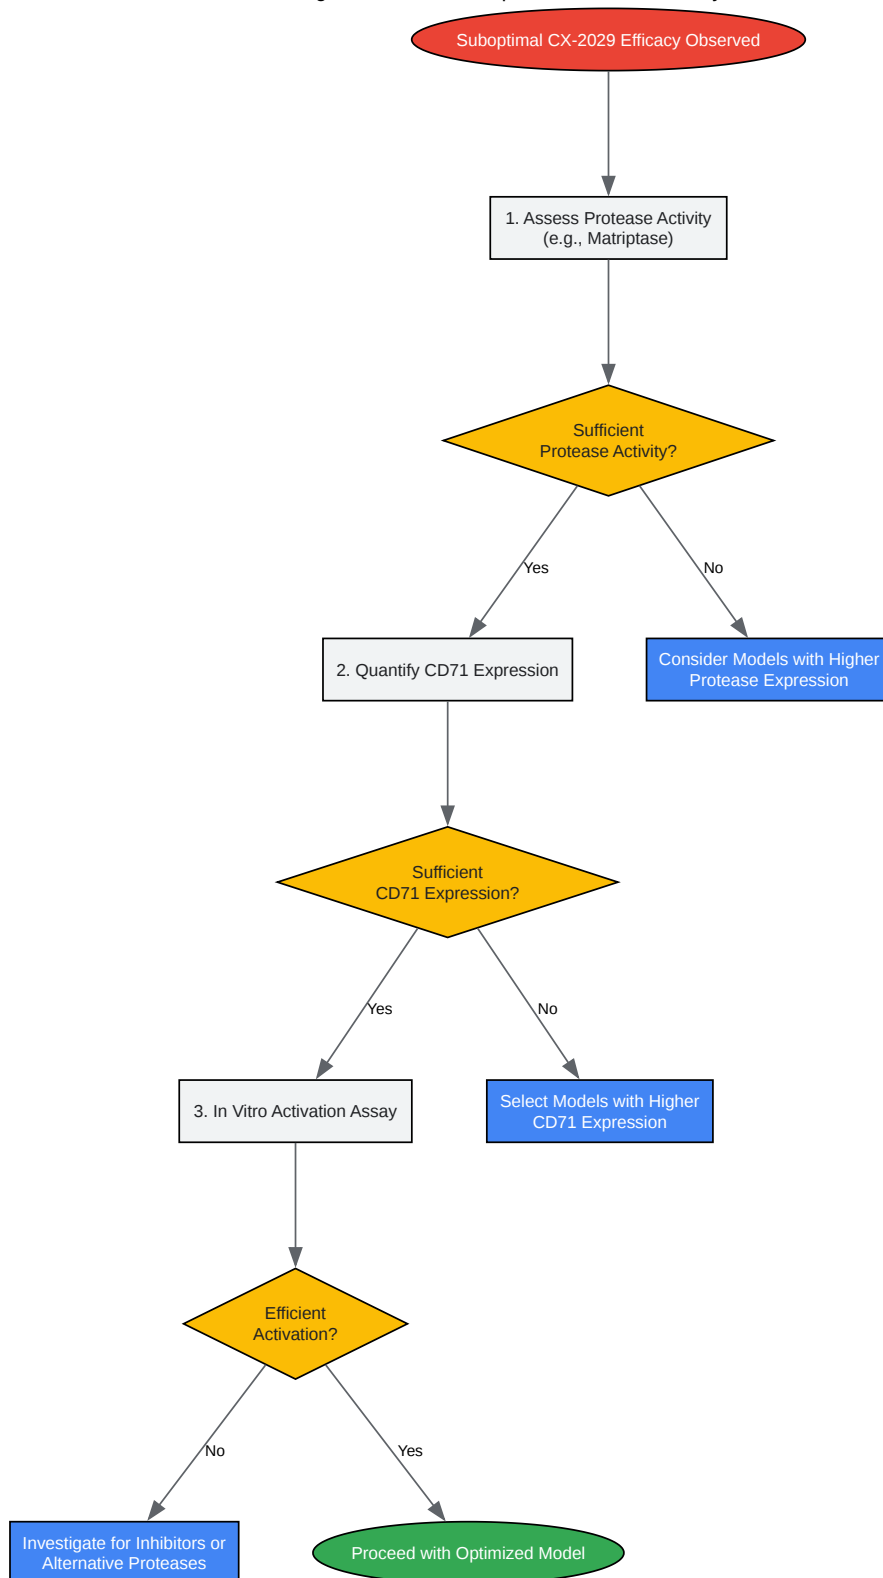 Suboptimal CX-2029 Efficacy Observed
1. Assess Protease Activity
(e.g., Matriptase)
Sufficient
Protease Activity?
Yes
No
2. Quantify CD71 Expression
Consider Models with Higher
Protease Expression
Sufficient
CD71 Expression?
Yes
No
3. In Vitro Activation Assay
Select Models with Higher
CD71 Expression
Efficient
Activation?
No
Yes
Investigate for Inhibitors or
Alternative Proteases
Proceed with Optimized Model